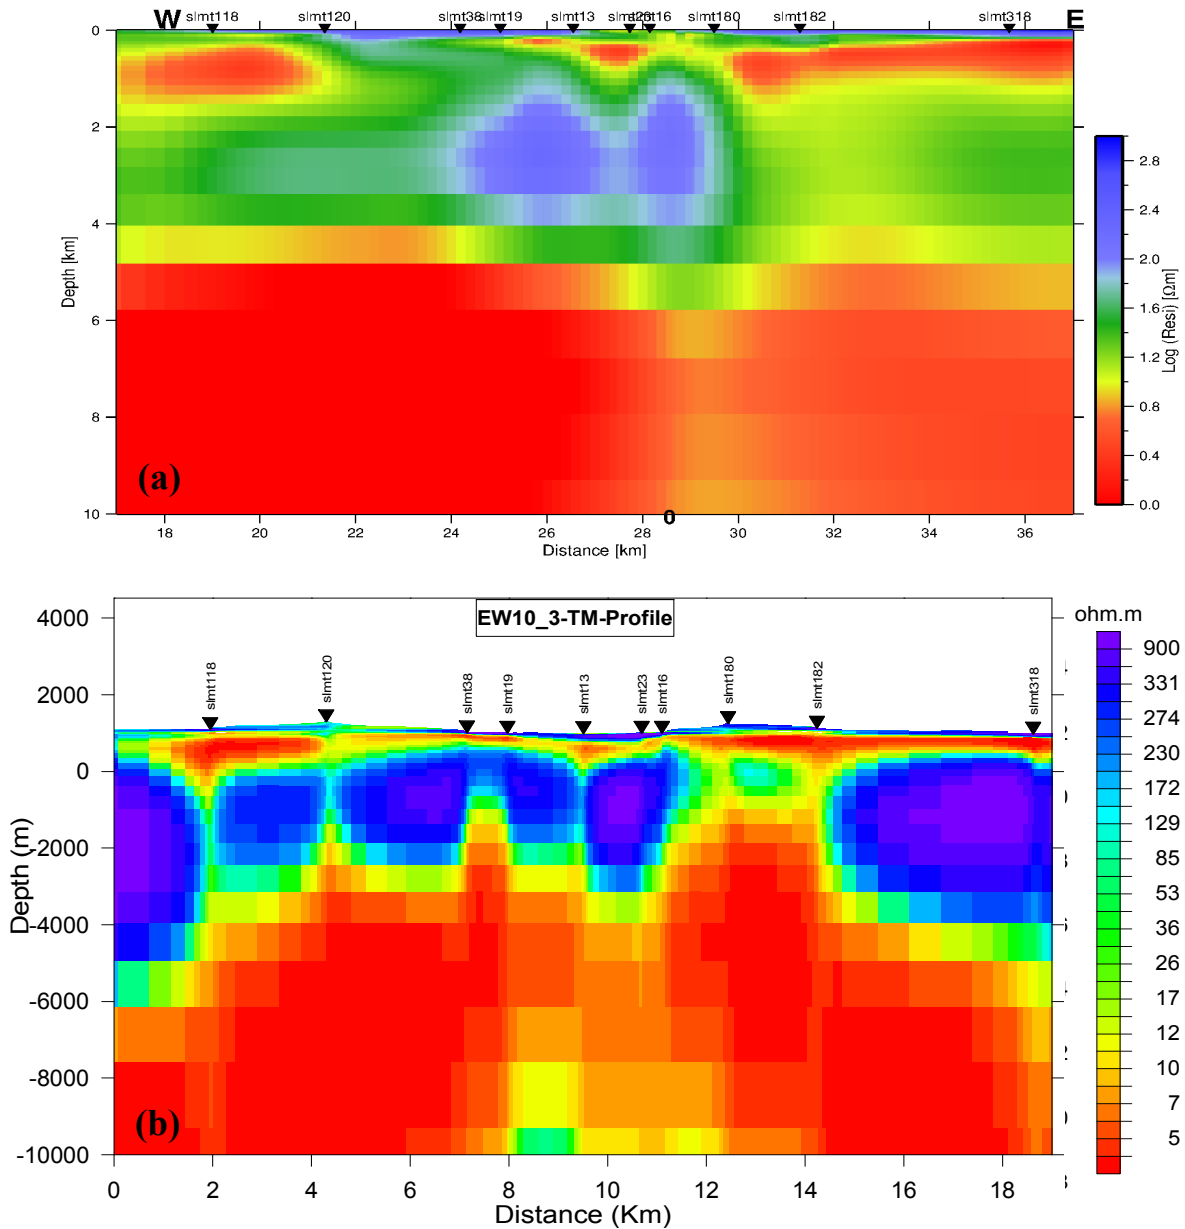 W slmt118 slmt120 slmt38 slmt19 slmt13 slmt16 slmt180 slmt182 slmt318 E
0
2
4
6
8
10
Depth [km]
(a)
18 20 22 24 26 28 30 32 34 36
0
Distance [km]
2.8
2.4
2.0
1.6
1.2
0.8
0.4
0.0
Log (Resi) [Ωm]
EW10_3-TM-Profile
slmt118 slmt120 slmt38 slmt19 slmt13 slmt23 slmt16 slmt180 slmt182 slmt318
4000
2000
0
-2000
-4000
-6000
-8000
-10000
Depth (m)
(b)
0 2 4 6 8 10 12 14 16 18
Distance (Km)
ohm.m
900
331
274
230
172
129
85
53
36
26
17
12
10
7
5